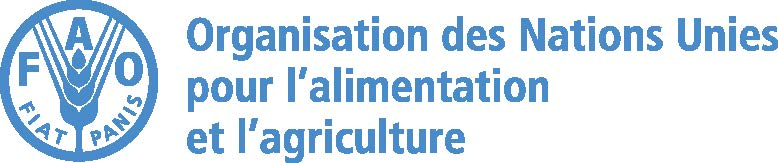 FAO
FIAT PANIS
Organisation des Nations Unies
pour l'alimentation
et l'agriculture